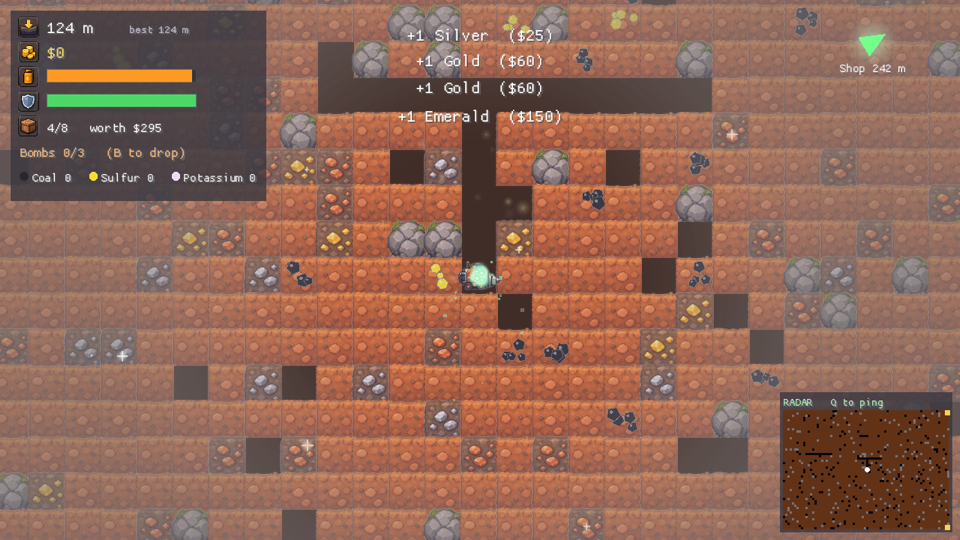 124 m best 124 m
$0
4/8 worth $295
Bombs 0/3 (B to drop)
Coal 0 Sulfur 0 Potassium 0
+1 Silver ($25)
+1 Gold ($60)
+1 Gold ($60)
+1 Emerald ($150)
Shop 242 m
RADAR Q to ping